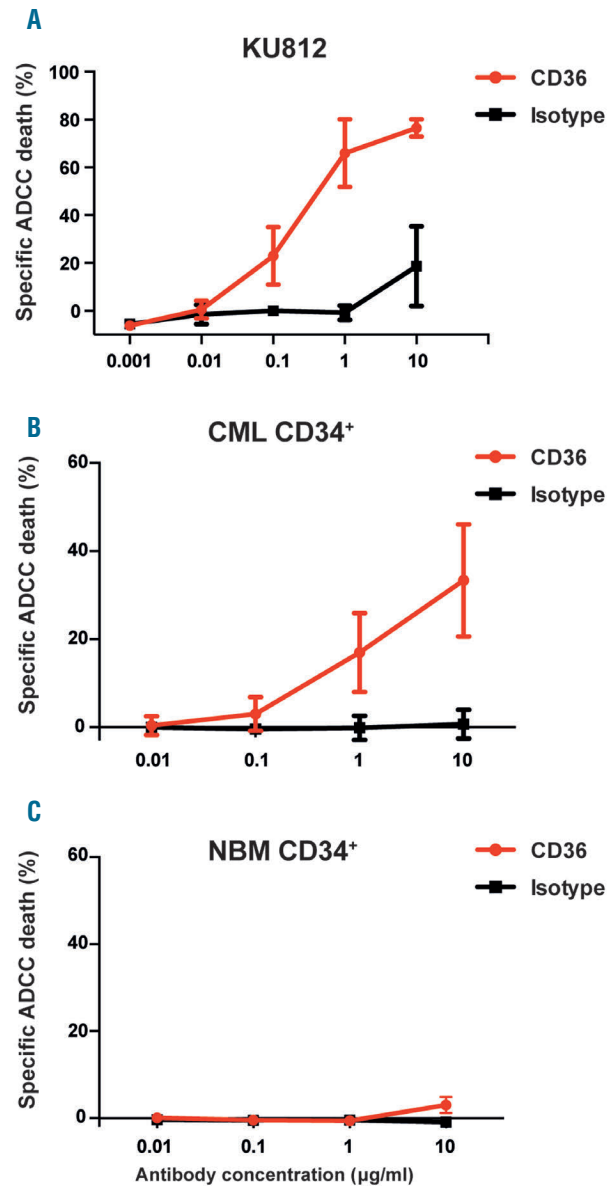 A
KU812
CD36
Isotype
Specific ADCC death (%)
100
80
60
40
20
0
0.001 0.01 0.1 1 10
B
CML CD34⁺
CD36
Isotype
Specific ADCC death (%)
60
40
20
0
0.01 0.1 1 10
C
NBM CD34⁺
CD36
Isotype
Specific ADCC death (%)
60
40
20
0
0.01 0.1 1 10
Antibody concentration (µg/ml)